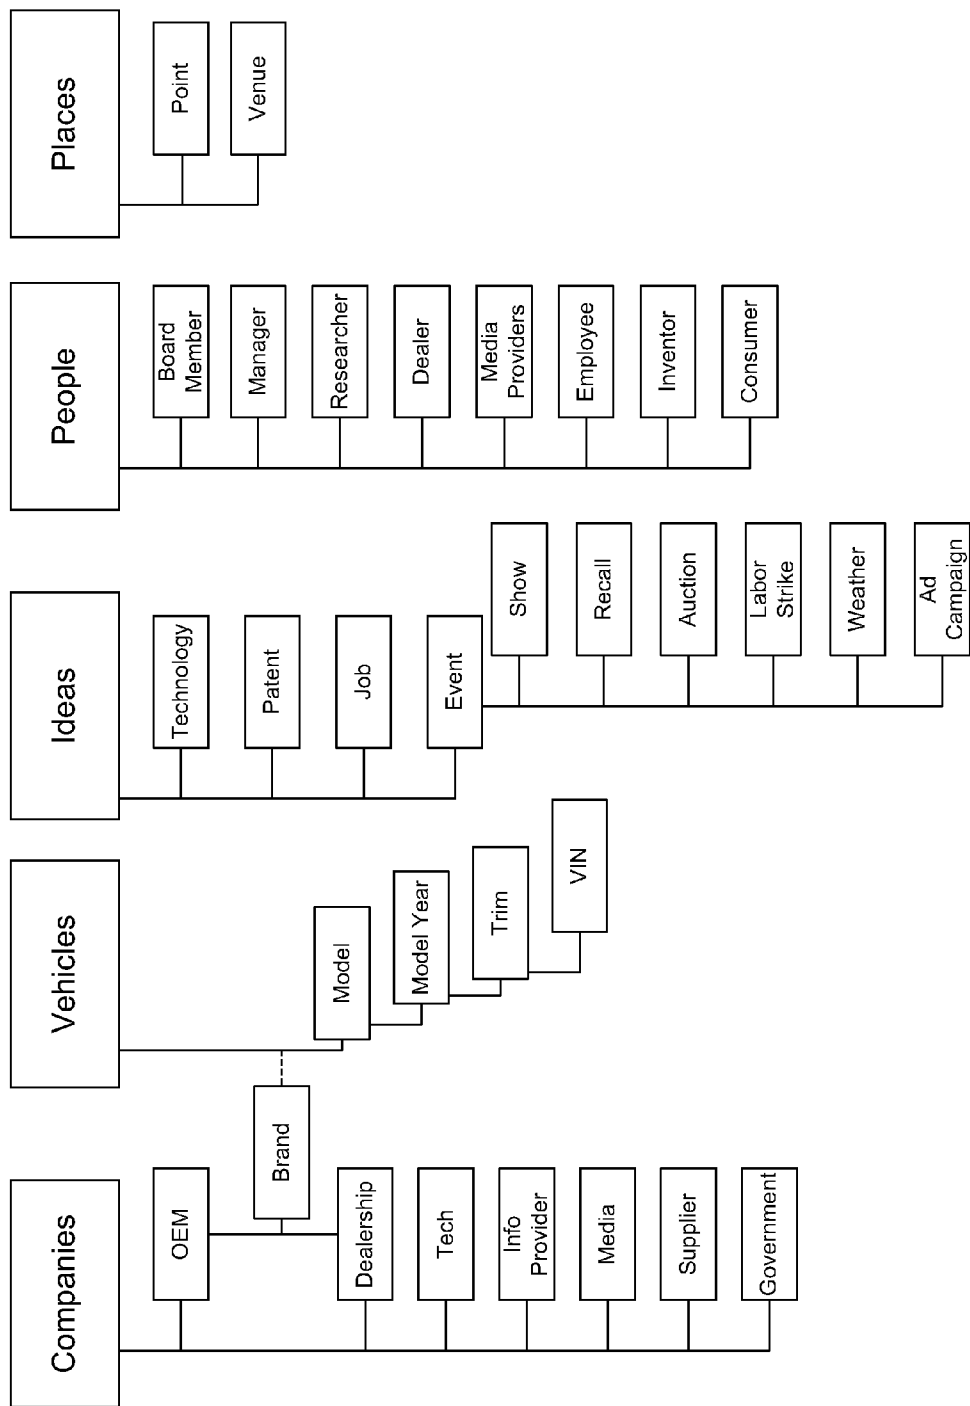 Companies
OEM
Brand
Dealership
Tech
Info
Provider
Media
Supplier
Government
Vehicles
Model
Model Year
Trim
VIN
Ideas
Technology
Patent
Job
Event
Show
Recall
Auction
Labor
Strike
Weather
Ad
Campaign
People
Board
Member
Manager
Researcher
Dealer
Media
Providers
Employee
Inventor
Consumer
Places
Point
Venue